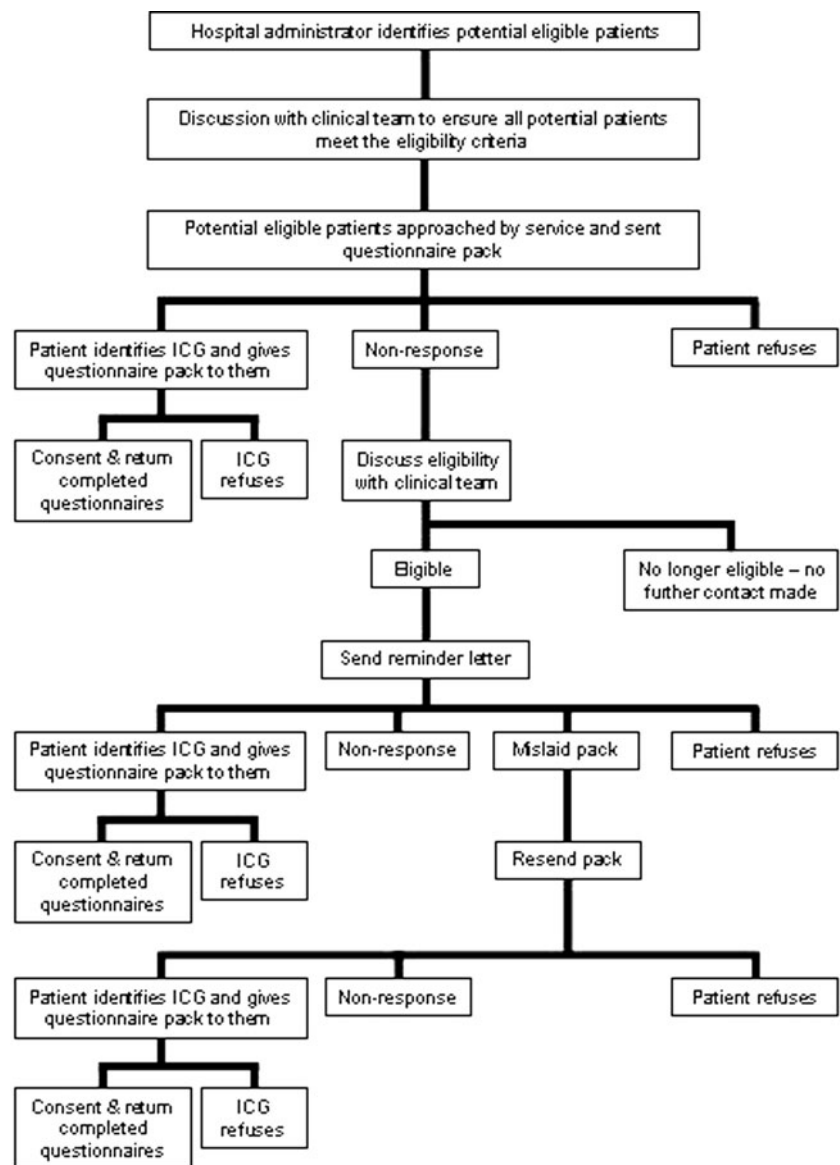 Hospital administrator identifies potential eligible patients
Discussion with clinical team to ensure all potential patients
meet the eligibility criteria
Potential eligible patients approached by service and sent
questionnaire pack
Patient identifies ICG and gives
questionnaire pack to them
Non-response
Patient refuses
Consent & return
completed
questionnaires
ICG
refuses
Discuss eligibility
with clinical team
Eligible
No longer eligible – no
further contact made
Send reminder letter
Patient identifies ICG and gives
questionnaire pack to them
Non-response
Mislaid pack
Patient refuses
Consent & return
completed
questionnaires
ICG
refuses
Resend pack
Patient identifies ICG and gives
questionnaire pack to them
Non-response
Patient refuses
Consent & return
completed
questionnaires
ICG
refuses